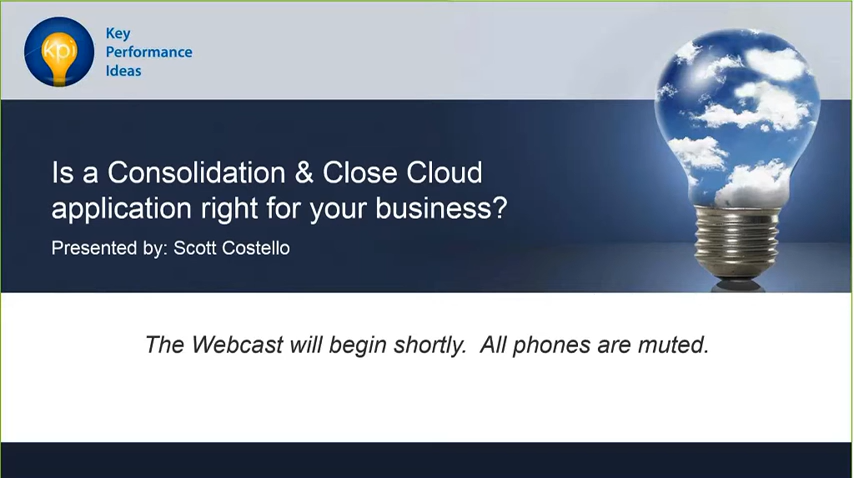 kpi
Key
Performance
Ideas
Is a Consolidation & Close Cloud
application right for your business?
Presented by: Scott Costello
The Webcast will begin shortly.  All phones are muted.